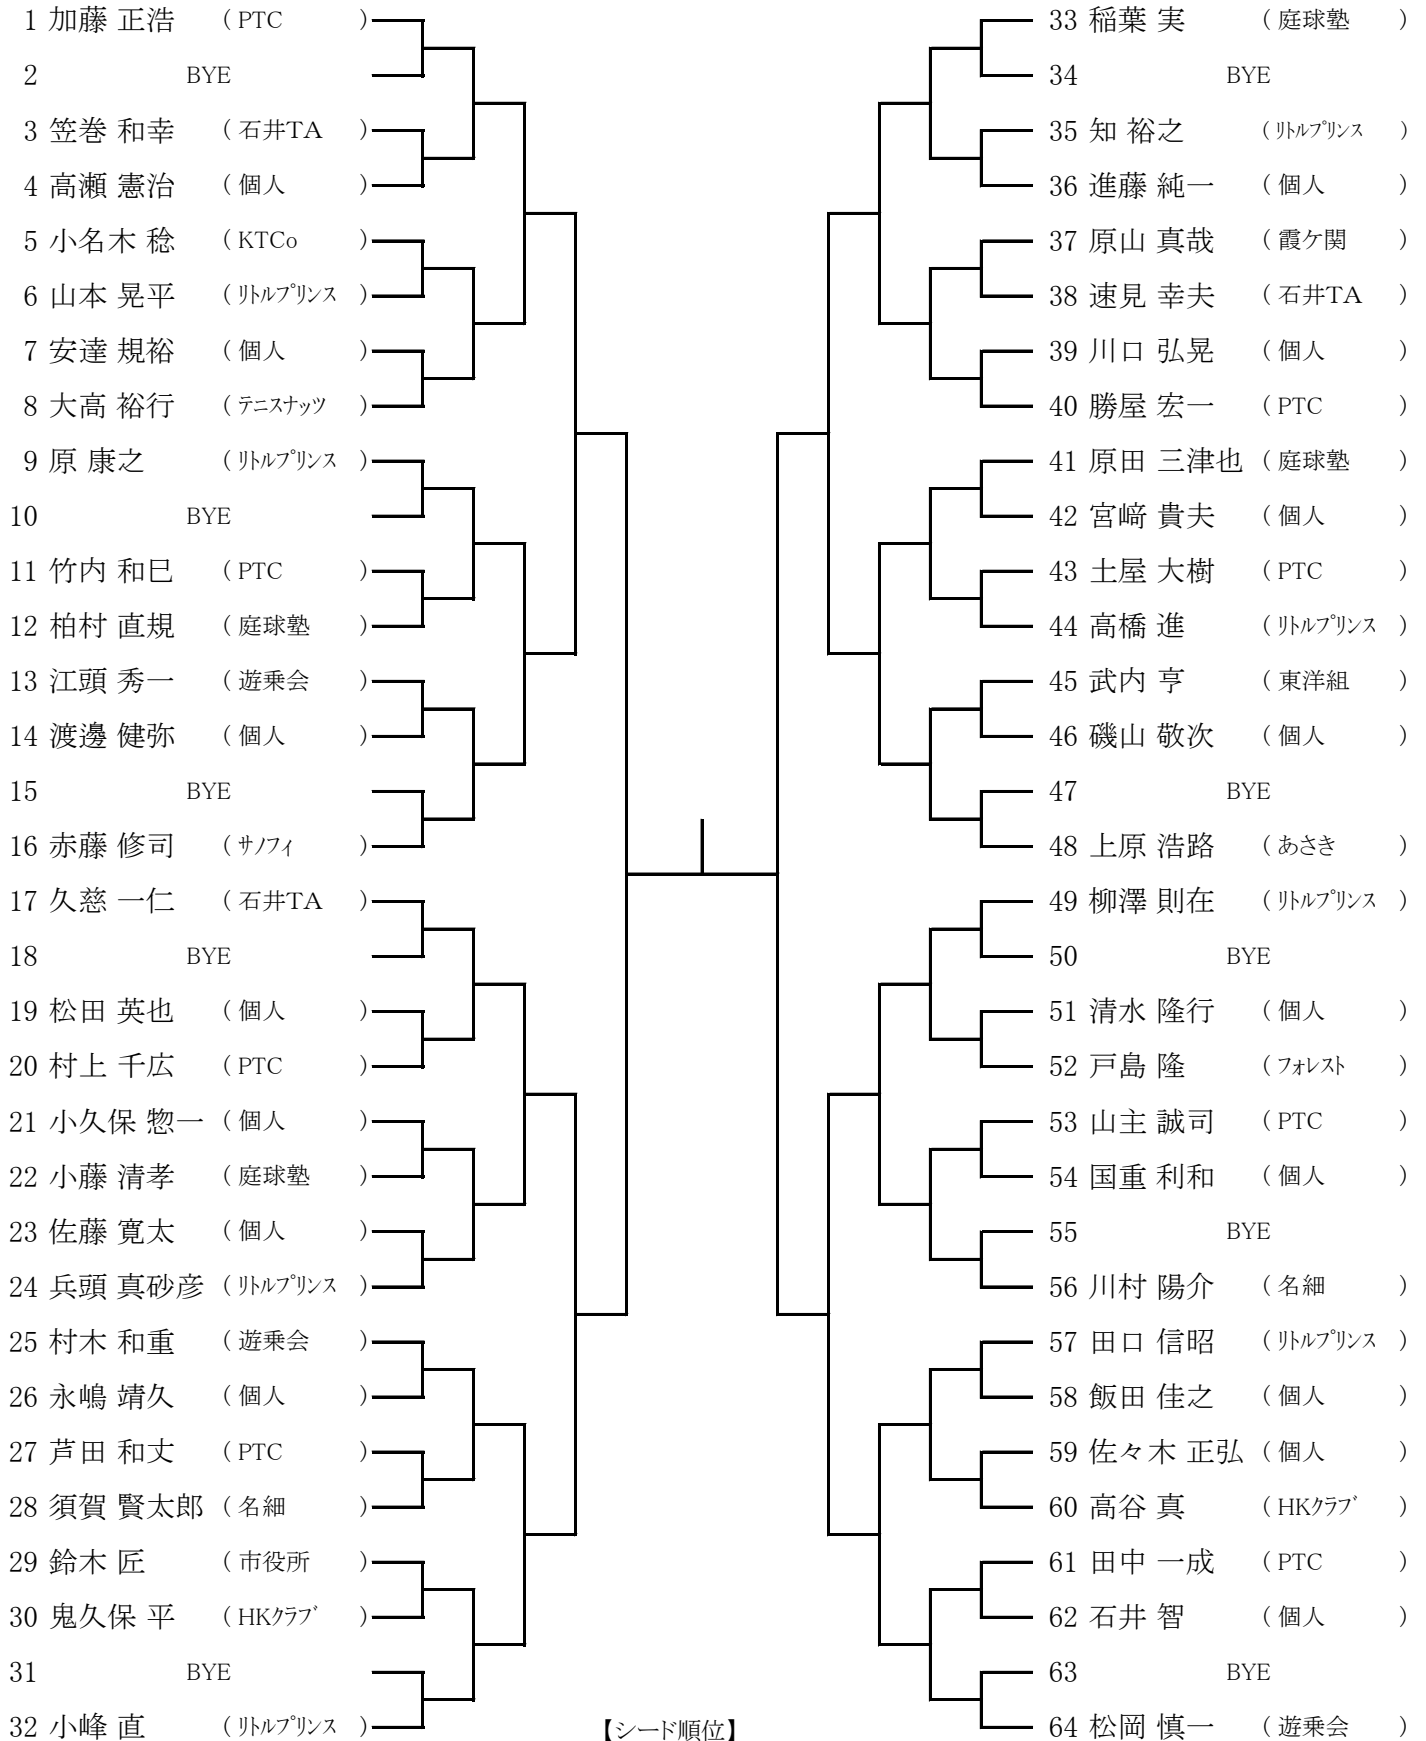 1 加藤 正浩 （ PTC ）
2 BYE
3 笠巻 和幸 （ 石井TA ）
4 高瀬 憲治 （ 個人 ）
5 小名木 稔 （ KTCo ）
6 山本 晃平 （ ﾘﾄﾙﾌﾟﾘﾝｽ ）
7 安達 規裕 （ 個人 ）
8 大高 裕行 （ ﾃﾆｽﾅｯﾂ ）
9 原 康之 （ ﾘﾄﾙﾌﾟﾘﾝｽ ）
10 BYE
11 竹内 和巳 （ PTC ）
12 柏村 直規 （ 庭球塾 ）
13 江頭 秀一 （ 遊乗会 ）
14 渡邊 健弥 （ 個人 ）
15 BYE
16 赤藤 修司 （ ｻﾉﾌｨ ）
17 久慈 一仁 （ 石井TA ）
18 BYE
19 松田 英也 （ 個人 ）
20 村上 千広 （ PTC ）
21 小久保 惣一 （ 個人 ）
22 小藤 清孝 （ 庭球塾 ）
23 佐藤 寛太 （ 個人 ）
24 兵頭 真砂彦 （ ﾘﾄﾙﾌﾟﾘﾝｽ ）
25 村木 和重 （ 遊乗会 ）
26 永嶋 靖久 （ 個人 ）
27 芦田 和丈 （ PTC ）
28 須賀 賢太郎 （ 名細 ）
29 鈴木 匠 （ 市役所 ）
30 鬼久保 平 （ HKｸﾗﾌﾞ ）
31 BYE
32 小峰 直 （ ﾘﾄﾙﾌﾟﾘﾝｽ ）
33 稲葉 実 （ 庭球塾 ）
34 BYE
35 知 裕之 （ ﾘﾄﾙﾌﾟﾘﾝｽ ）
36 進藤 純一 （ 個人 ）
37 原山 真哉 （ 霞ケ関 ）
38 速見 幸夫 （ 石井TA ）
39 川口 弘晃 （ 個人 ）
40 勝屋 宏一 （ PTC ）
41 原田 三津也 （ 庭球塾 ）
42 宮﨑 貴夫 （ 個人 ）
43 土屋 大樹 （ PTC ）
44 高橋 進 （ ﾘﾄﾙﾌﾟﾘﾝｽ ）
45 武内 亨 （ 東洋組 ）
46 磯山 敬次 （ 個人 ）
47 BYE
48 上原 浩路 （ あさき ）
49 柳澤 則在 （ ﾘﾄﾙﾌﾟﾘﾝｽ ）
50 BYE
51 清水 隆行 （ 個人 ）
52 戸島 隆 （ ﾌｫﾚｽﾄ ）
53 山主 誠司 （ PTC ）
54 国重 利和 （ 個人 ）
55 BYE
56 川村 陽介 （ 名細 ）
57 田口 信昭 （ ﾘﾄﾙﾌﾟﾘﾝｽ ）
58 飯田 佳之 （ 個人 ）
59 佐々木 正弘 （ 個人 ）
60 高谷 真 （ HKｸﾗﾌﾞ ）
61 田中 一成 （ PTC ）
62 石井 智 （ 個人 ）
63 BYE
64 松岡 慎一 （ 遊乗会 ）
【シード順位】